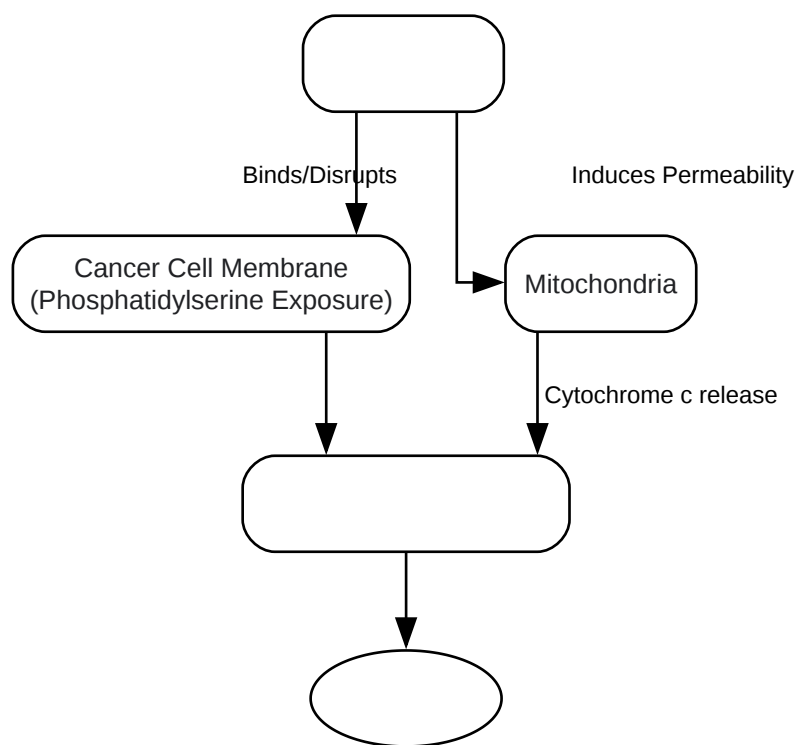 Binds/Disrupts
Induces Permeability
Cancer Cell Membrane
(Phosphatidylserine Exposure)
Mitochondria
Cytochrome c release